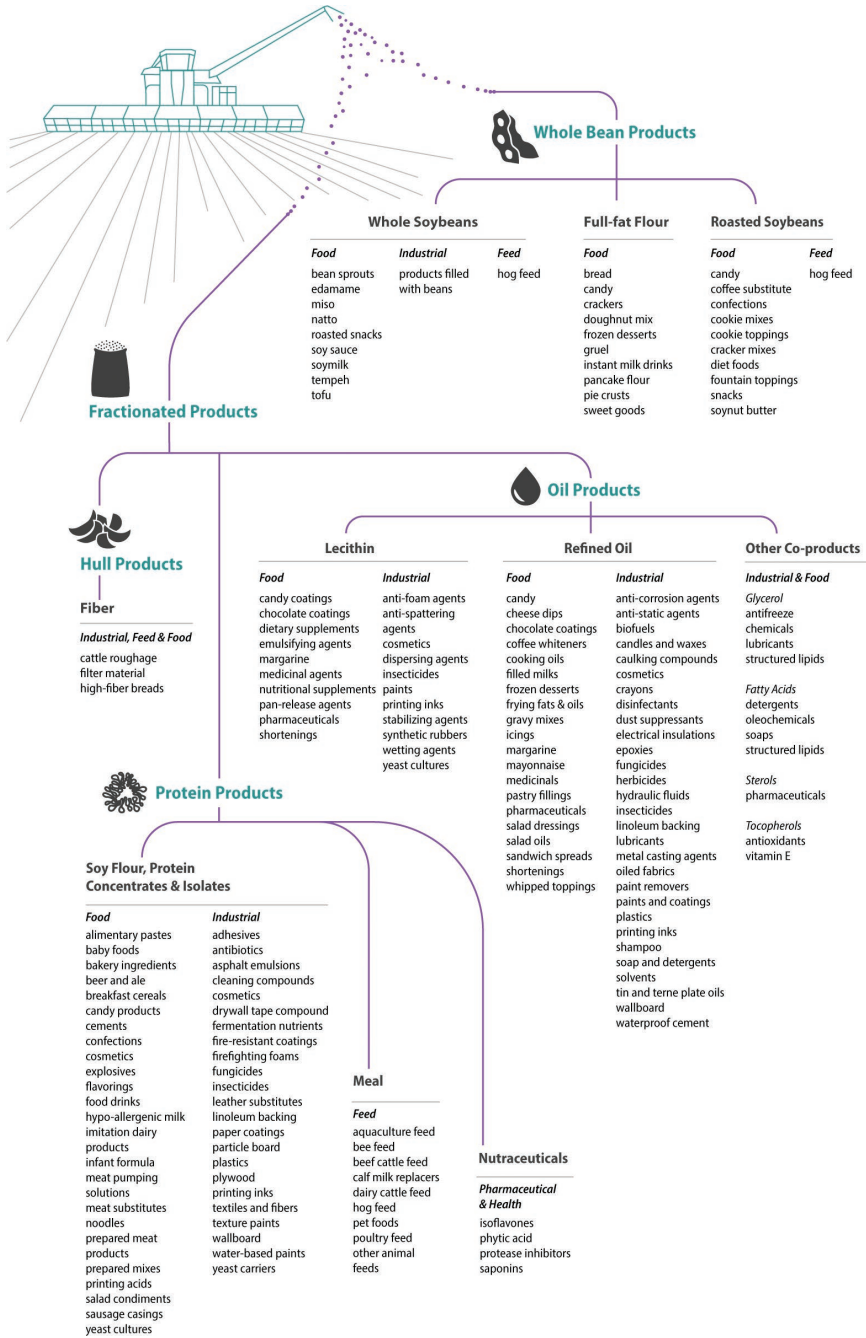 Whole Bean Products
Whole Soybeans
Food
bean sprouts
edamame
miso
natto
roasted snacks
soy sauce
soymilk
tempeh
tofu
Industrial
products filled
with beans
Feed
hog feed
Full-fat Flour
Food
bread
candy
crackers
doughnut mix
frozen desserts
gruel
instant milk drinks
pancake flour
pie crusts
sweet goods
Roasted Soybeans
Food
candy
coffee substitute
confections
cookie mixes
cookie toppings
cracker mixes
diet foods
fountain toppings
snacks
soynut butter
Feed
hog feed
Fractionated Products
Hull Products
Fiber
Industrial, Feed & Food
cattle roughage
filter material
high-fiber breads
Oil Products
Lecithin
Food
candy coatings
chocolate coatings
dietary supplements
emulsifying agents
margarine
medicinal agents
nutritional supplements
pan-release agents
pharmaceuticals
shortenings
Industrial
anti-foam agents
anti-spattering
agents
cosmetics
dispersing agents
insecticides
paints
printing inks
stabilizing agents
synthetic rubbers
wetting agents
yeast cultures
Refined Oil
Food
candy
cheese dips
chocolate coatings
coffee whiteners
cooking oils
filled milks
frozen desserts
frying fats & oils
gravy mixes
icings
margarine
mayonnaise
medicinals
pastry fillings
pharmaceuticals
salad dressings
salad oils
sandwich spreads
shortenings
whipped toppings
Industrial
anti-corrosion agents
anti-static agents
biofuels
candles and waxes
caulking compounds
cosmetics
crayons
disinfectants
dust suppressants
electrical insulations
epoxies
fungicides
herbicides
hydraulic fluids
insecticides
linoleum backing
lubricants
metal casting agents
oiled fabrics
paint removers
paints and coatings
plastics
printing inks
shampoo
soap and detergents
solvents
tin and terne plate oils
wallboard
waterproof cement
Other Co-products
Industrial & Food
Glycerol
antifreeze
chemicals
lubricants
structured lipids
Fatty Acids
detergents
oleochemicals
soaps
structured lipids
Sterols
pharmaceuticals
Tocopherols
antioxidants
vitamin E
Protein Products
Soy Flour, Protein
Concentrates & Isolates
Food
alimentary pastes
baby foods
bakery ingredients
beer and ale
breakfast cereals
candy products
cements
confections
cosmetics
explosives
flavorings
food drinks
hypo-allergenic milk
imitation dairy
products
infant formula
meat pumping
solutions
meat substitutes
noodles
prepared meat
products
prepared mixes
printing acids
salad condiments
sausage casings
yeast cultures
Industrial
adhesives
antibiotics
asphalt emulsions
cleaning compounds
cosmetics
drywall tape compound
fermentation nutrients
fire-resistant coatings
firefighting foams
fungicides
insecticides
leather substitutes
linoleum backing
paper coatings
particle board
plastics
plywood
printing inks
textiles and fibers
texture paints
wallboard
water-based paints
yeast carriers
Meal
Feed
aquaculture feed
bee feed
beef cattle feed
calf milk replacers
dairy cattle feed
hog feed
pet foods
poultry feed
other animal
feeds
Nutraceuticals
Pharmaceutical
& Health
isoflavones
phytic acid
protease inhibitors
saponins